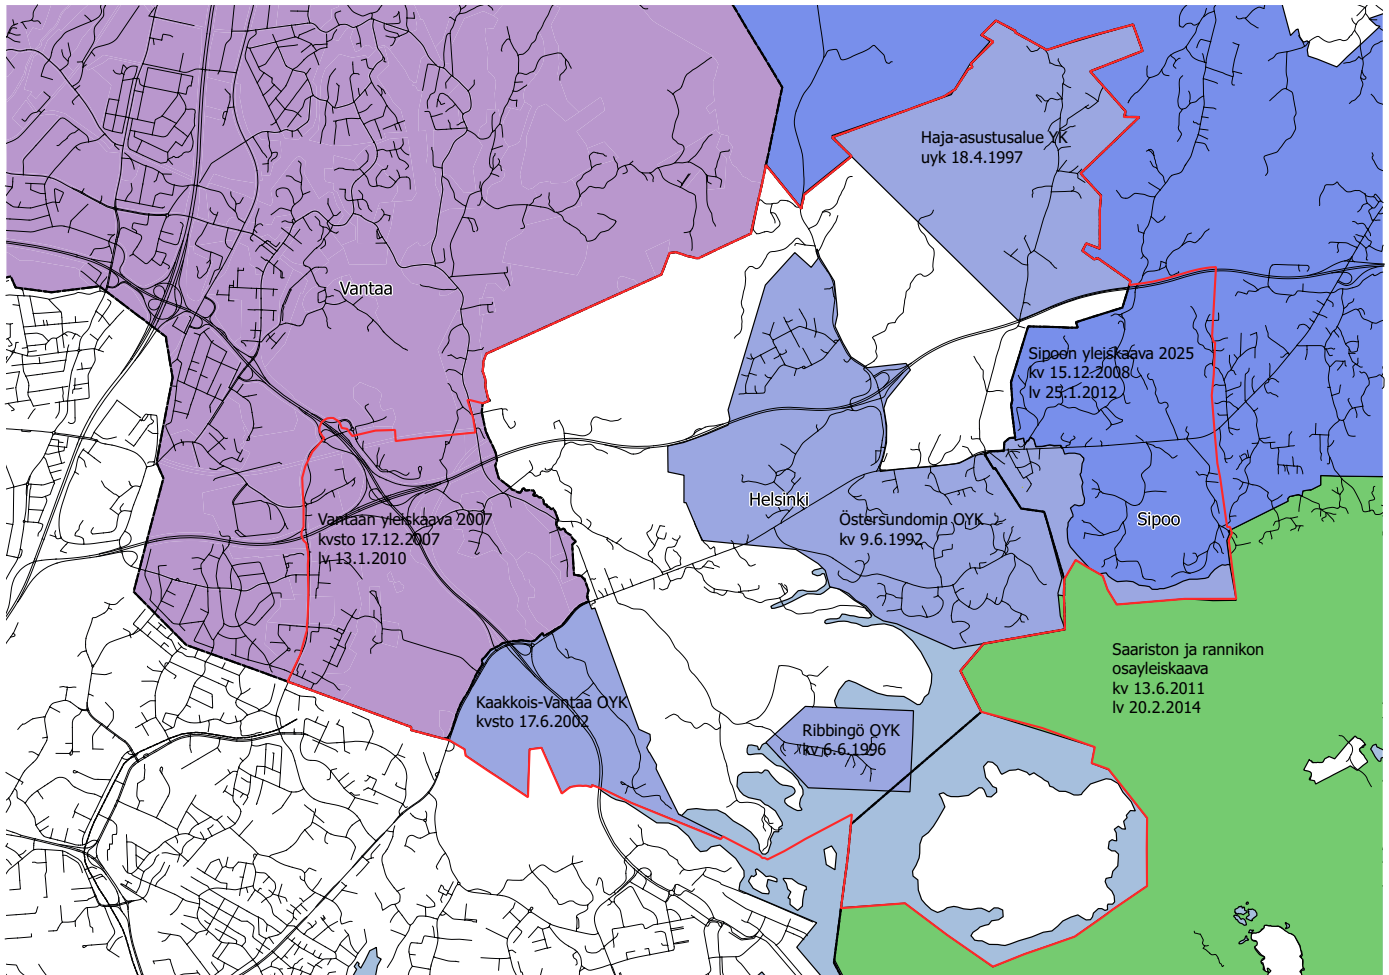 Haja-asustusalue YK
uyk 18.4.1997
Vantaa
Sipoon yleiskaava 2025
kv 15.12.2008
lv 25.1.2012
Helsinki
Östersundomin OYK
kv 9.6.1992
Sipoo
Vantaan yleiskaava 2007
kvsto 17.12.2007
lv 13.1.2010
Saariston ja rannikon
osayleiskaava
kv 13.6.2011
lv 20.2.2014
Kaakkois-Vantaa OYK
kvsto 17.6.2002
Ribbingö OYK
kv 6.6.1996